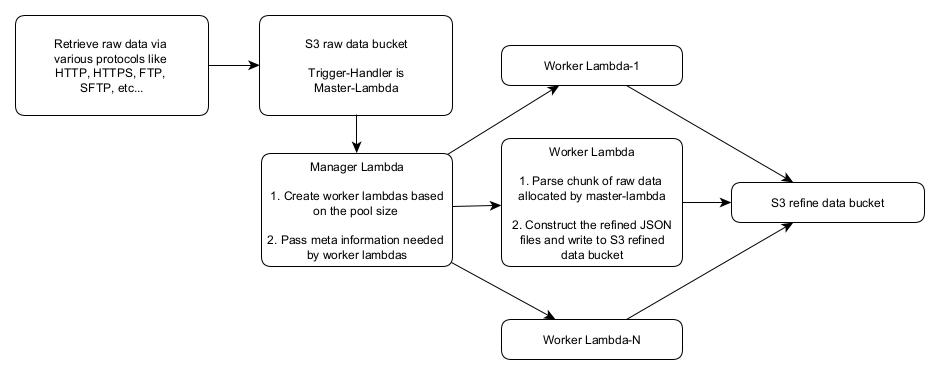 Retrieve raw data via
various protocols like
HTTP, HTTPS, FTP,
SFTP, etc...
S3 raw data bucket
Trigger-Handler is
Master-Lambda
Manager Lambda
1. Create worker lambdas based
on the pool size
2. Pass meta information needed
by worker lambdas
Worker Lambda-1
Worker Lambda
1. Parse chunk of raw data
allocated by master-lambda
2. Construct the refined JSON
files and write to S3 refined
data bucket
Worker Lambda-N
S3 refine data bucket